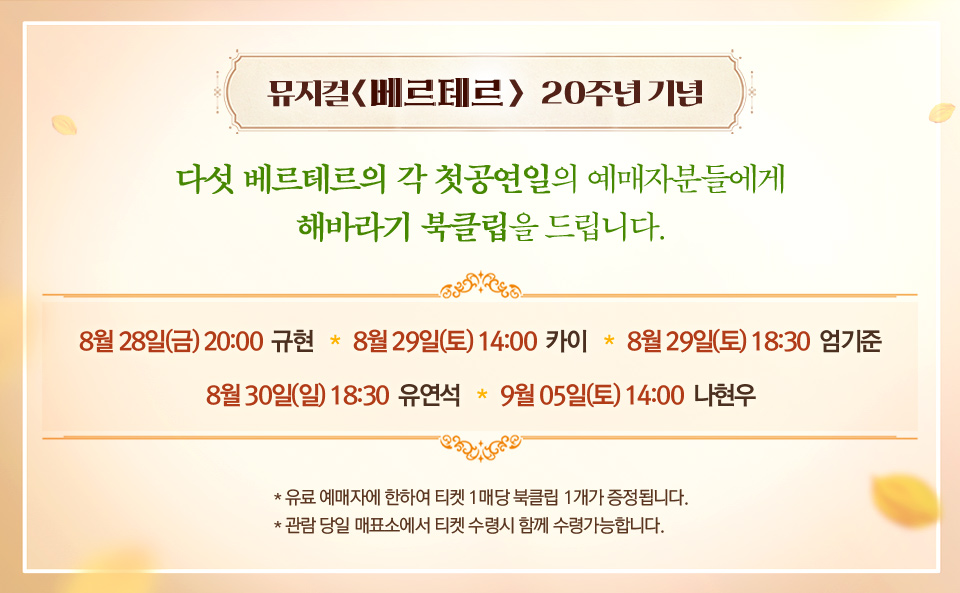 뮤지컬<베르테르> 20주년 기념
다섯 베르테르의 각 첫공연일의 예매자분들에게
해바라기 북클립을 드립니다.
8월 28일(금) 20:00 규현 * 8월 29일(토) 14:00 카이 * 8월 29일(토) 18:30 엄기준
8월 30일(일) 18:30 유연석 * 9월 05일(토) 14:00 나현우
* 유료 예매자에 한하여 티켓 1매당 북클립 1개가 증정됩니다.
* 관람 당일 매표소에서 티켓 수령시 함께 수령가능합니다.